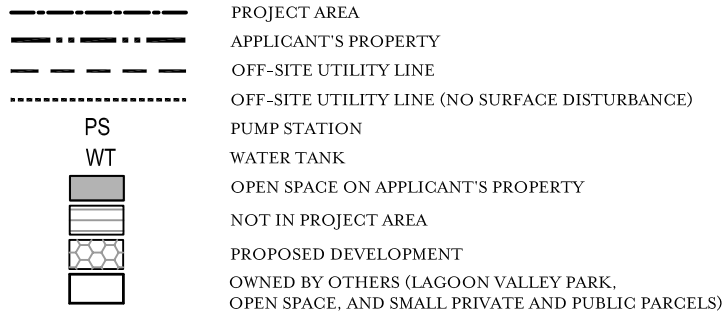 PROJECT AREA
APPLICANT'S PROPERTY
OFF-SITE UTILITY LINE
OFF-SITE UTILITY LINE (NO SURFACE DISTURBANCE)
PS PUMP STATION
WT WATER TANK
OPEN SPACE ON APPLICANT'S PROPERTY
NOT IN PROJECT AREA
PROPOSED DEVELOPMENT
OWNED BY OTHERS (LAGOON VALLEY PARK,
OPEN SPACE, AND SMALL PRIVATE AND PUBLIC PARCELS)